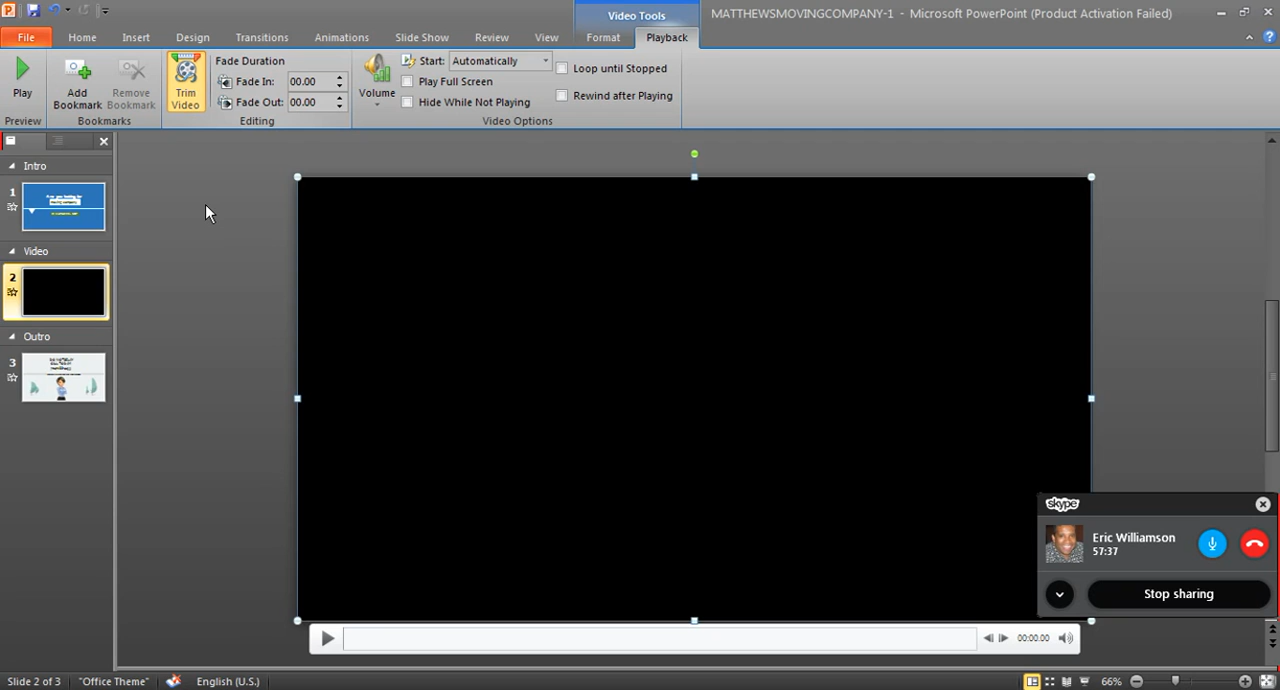 Video Tools
MATTHEWSMOVINGCOMPANY-1 - Microsoft PowerPoint (Product Activation Failed)
File Home Insert Design Transitions Animations Slide Show Review View Format Playback
Play
Preview
Add Bookmark
Remove Bookmark
Bookmarks
Trim Video
Fade Duration
Fade In: 00.00
Fade Out: 00.00
Editing
Volume
Start: Automatically
Play Full Screen
Hide While Not Playing
Loop until Stopped
Rewind after Playing
Video Options
Intro
1
Video
2
Outro
3
skype
Eric Williamson
57:37
Stop sharing
00:00.00
Slide 2 of 3 "Office Theme" English (U.S.) 66%